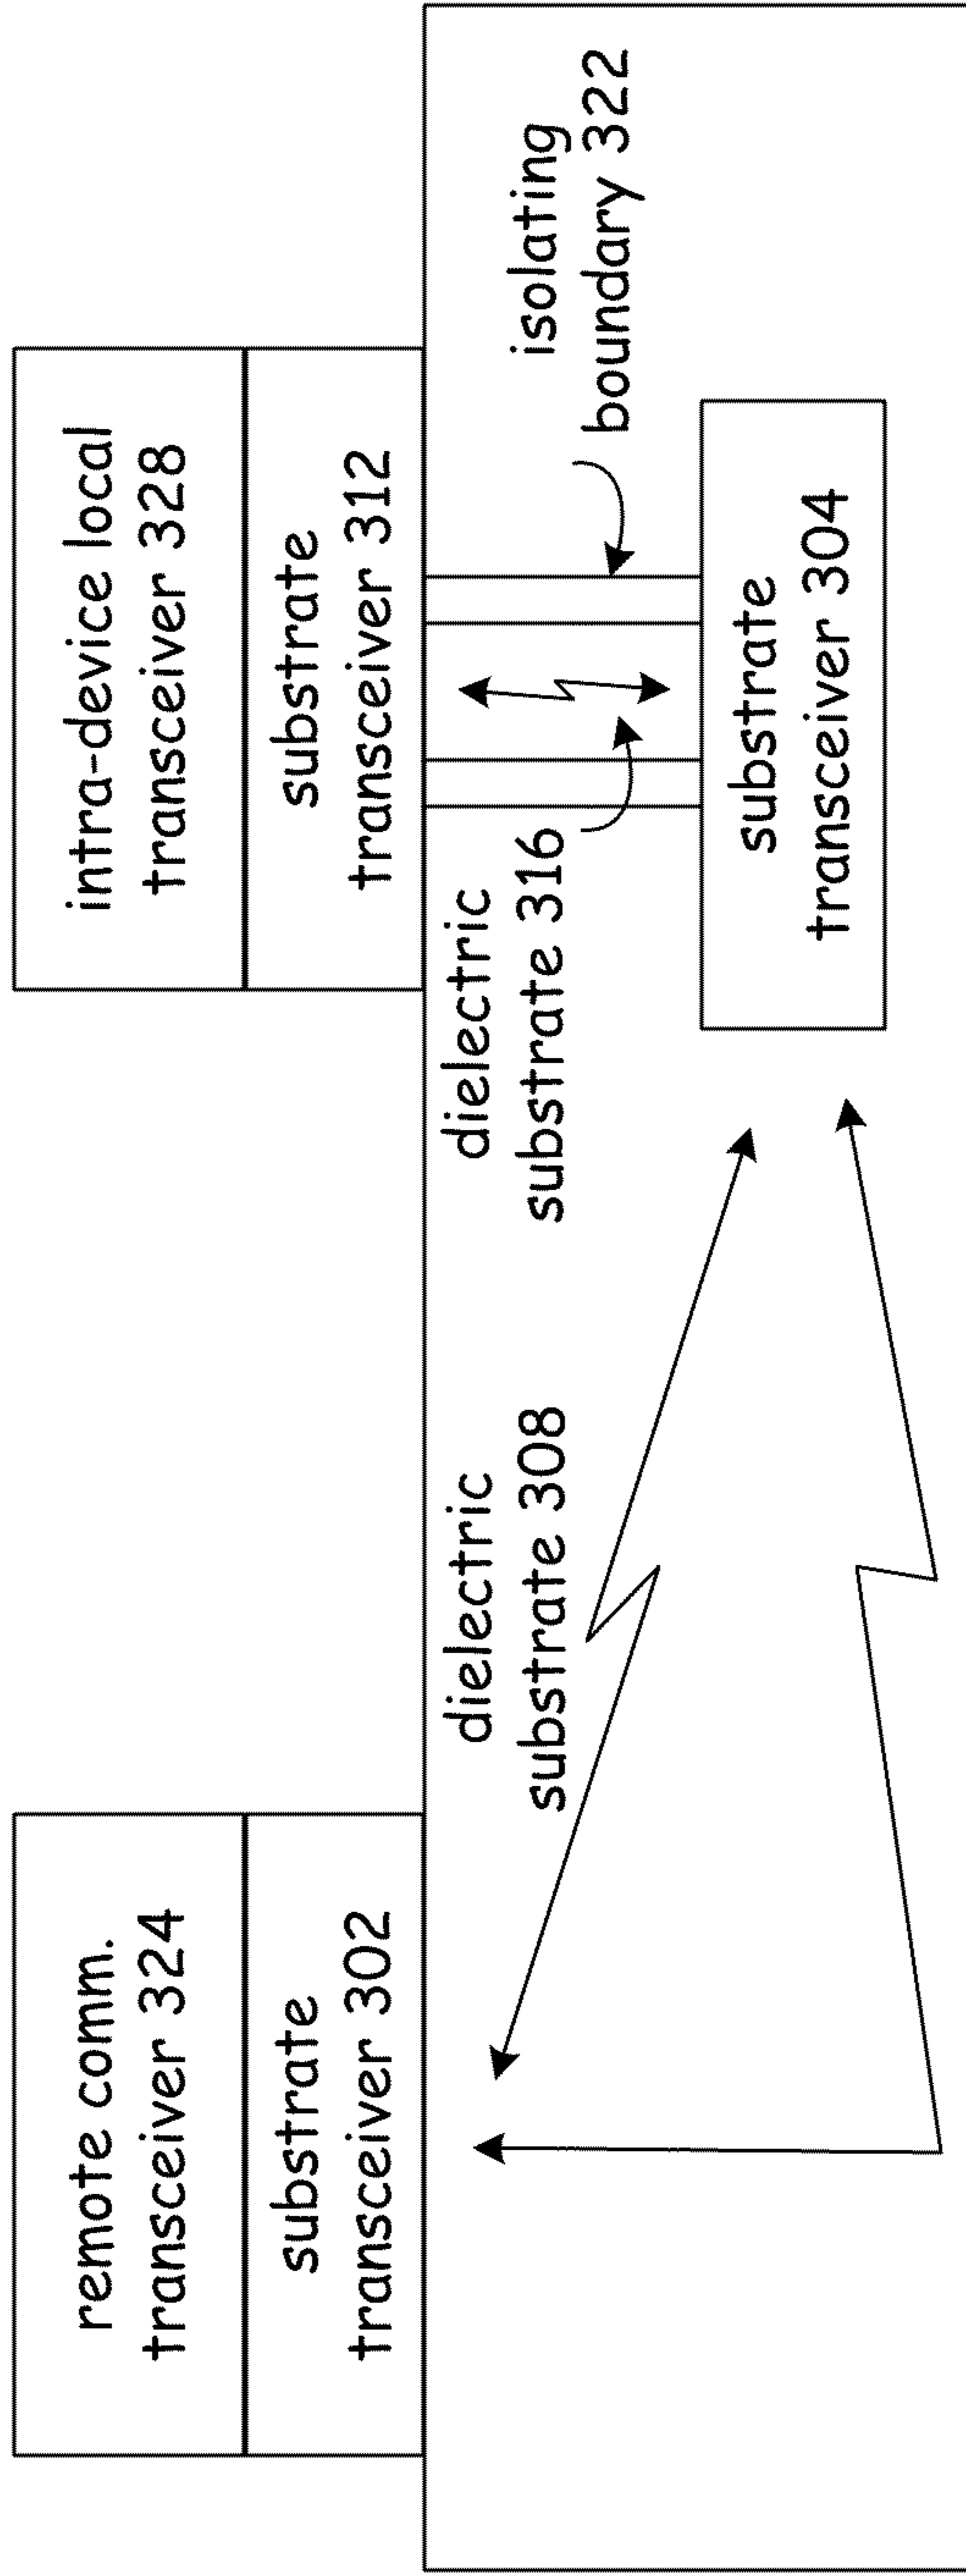 remote comm.
transceiver 324
substrate
transceiver 302
intra-device local
transceiver 328
substrate
transceiver 312
dielectric
substrate 308
dielectric
substrate 316
isolating
boundary 322
substrate
transceiver 304